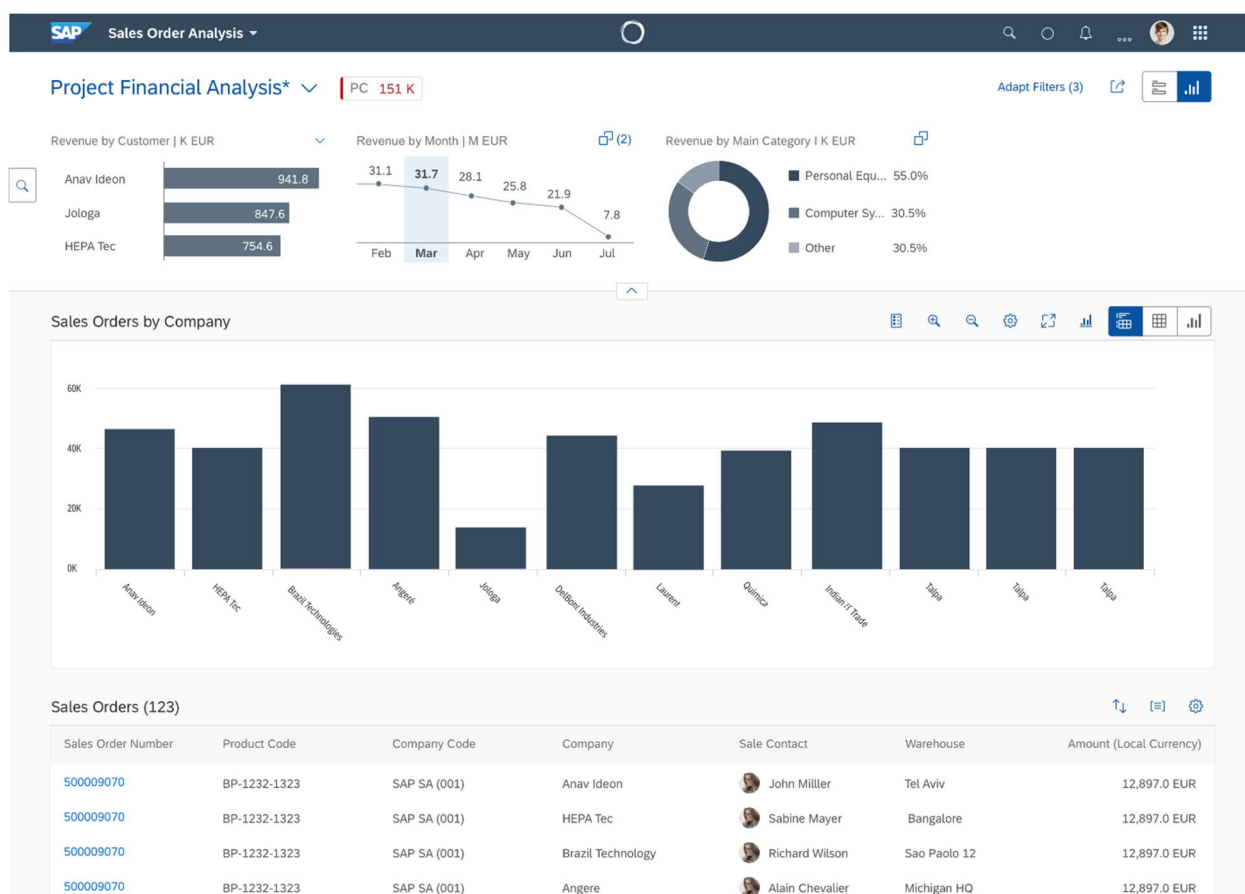 SAP Sales Order Analysis
Project Financial Analysis* PC 151 K Adapt Filters (3)
Revenue by Customer | K EUR
Anav Ideon 941.8
Jologa 847.6
HEPA Tec 754.6
Revenue by Month | M EUR (2)
31.1 31.7 28.1 25.8 21.9 7.8
Feb Mar Apr May Jun Jul
Revenue by Main Category I K EUR
Personal Equ... 55.0%
Computer Sy... 30.5%
Other 30.5%
Sales Orders by Company
60K
40K
20K
0K
Anav Ideon HEPA Tec Brazil Technologies Angeré Jologa DelBont Industries Laurent Quimica Indian IT Trade Talpa Talpa Talpa
Sales Orders (123)
Sales Order Number Product Code Company Code Company Sale Contact Warehouse Amount (Local Currency)
500009070 BP-1232-1323 SAP SA (001) Anav Ideon John Milller Tel Aviv 12,897.0 EUR
500009070 BP-1232-1323 SAP SA (001) HEPA Tec Sabine Mayer Bangalore 12,897.0 EUR
500009070 BP-1232-1323 SAP SA (001) Brazil Technology Richard Wilson Sao Paolo 12 12,897.0 EUR
500009070 BP-1232-1323 SAP SA (001) Angere Alain Chevalier Michigan HQ 12,897.0 EUR